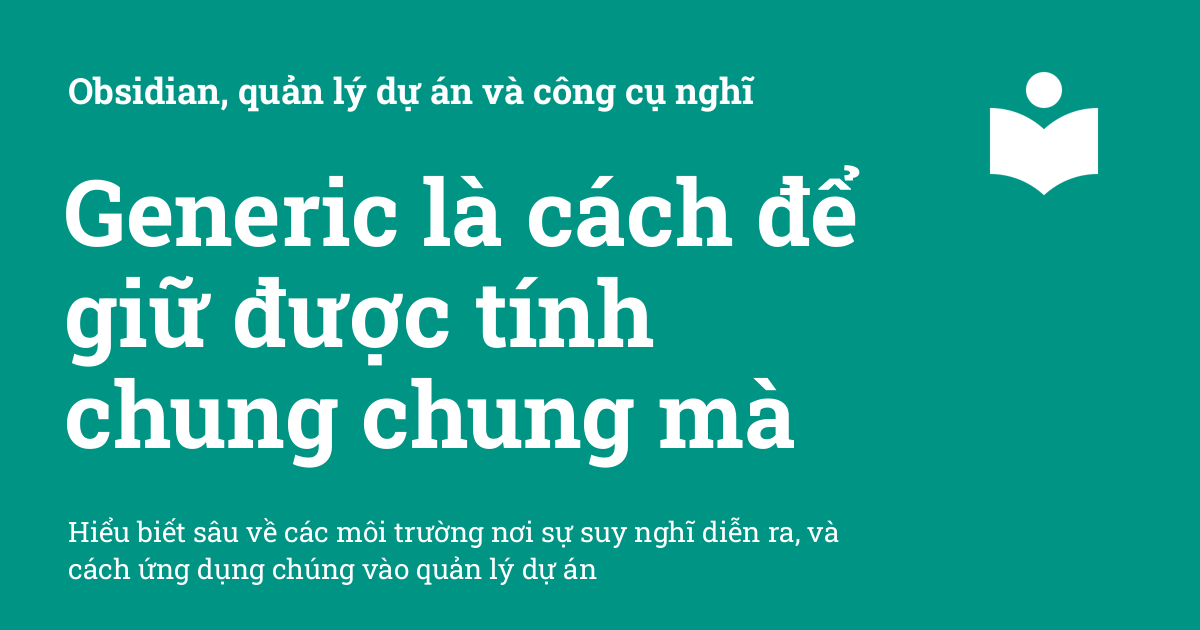 Obsidian, quản lý dự án và công cụ nghĩ
Generic là cách để
giữ được tính
chung chung mà
Hiểu biết sâu về các môi trường nơi sự suy nghĩ diễn ra, và
cách ứng dụng chúng vào quản lý dự án